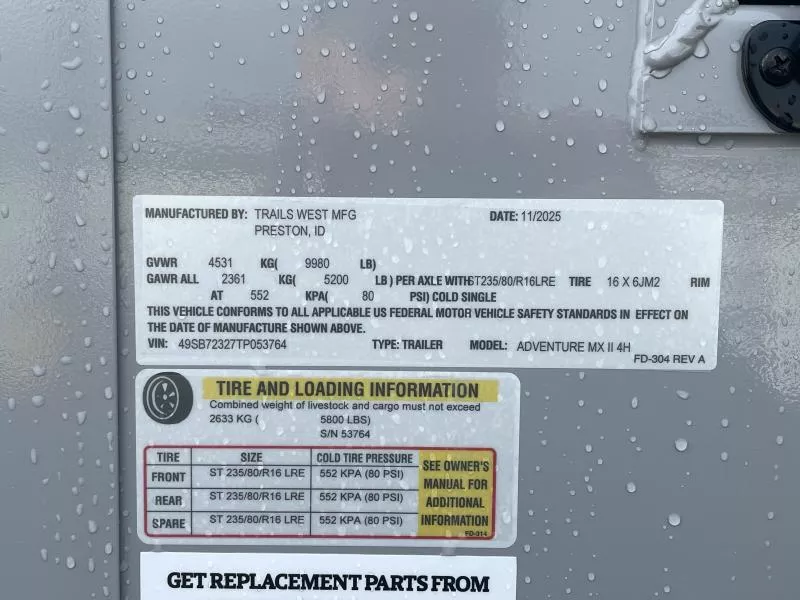 MANUFACTURED BY: TRAILS WEST MFG DATE: 11/2025
PRESTON, ID
GVWR 4531 KG( 9980 LB)
GAWR ALL 2361 KG( 5200 LB) PER AXLE WITH ST235/80/R16LRE TIRE 16 X 6JM2 RIM
AT 552 KPA( 80 PSI) COLD SINGLE
THIS VEHICLE CONFORMS TO ALL APPLICABLE US FEDERAL MOTOR VEHICLE SAFETY STANDARDS IN EFFECT ON
THE DATE OF MANUFACTURE SHOWN ABOVE.
VIN: 49SB72327TP053764 TYPE: TRAILER MODEL: ADVENTURE MX II 4H
FD-304 REV A
TIRE AND LOADING INFORMATION
Combined weight of livestock and cargo must not exceed
2633 KG ( 5800 LBS)
S/N 53764
TIRE SIZE COLD TIRE PRESSURE
FRONT ST 235/80/R16 LRE 552 KPA (80 PSI)
REAR ST 235/80/R16 LRE 552 KPA (80 PSI)
SPARE ST 235/80/R16 LRE 552 KPA (80 PSI)
SEE OWNER'S
MANUAL FOR
ADDITIONAL
INFORMATION
FD-314
GET REPLACEMENT PARTS FROM